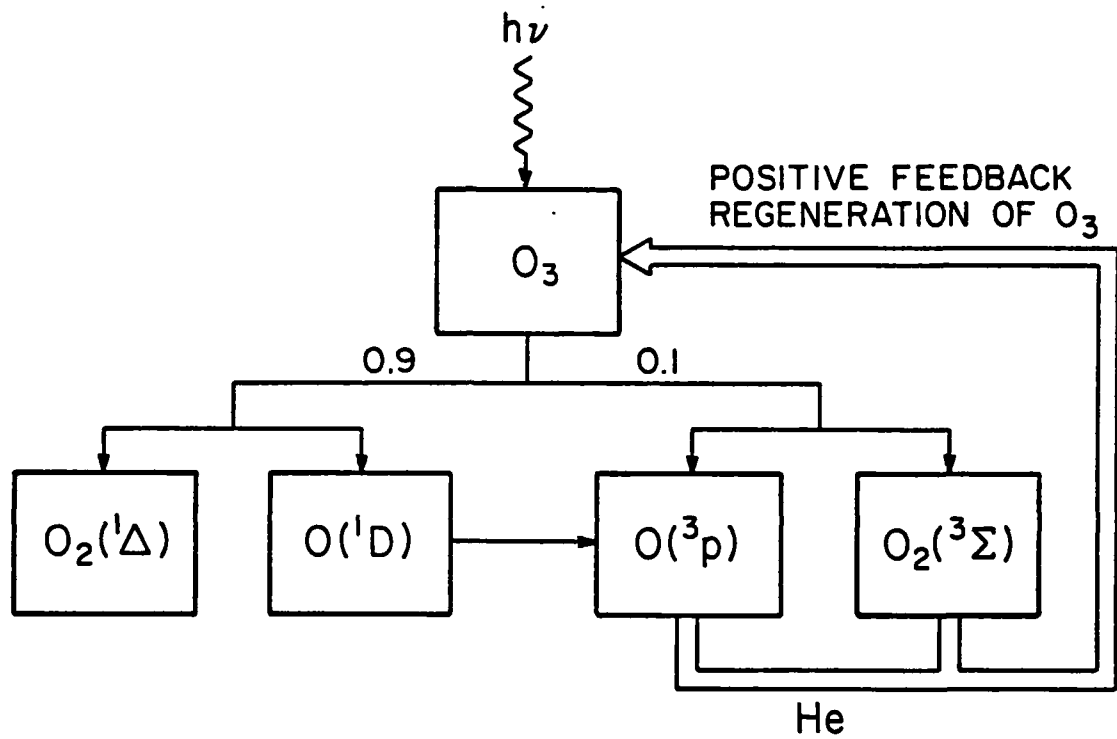 hν
POSITIVE FEEDBACK
REGENERATION OF O₃
O₃
0.9
0.1
O₂(¹Δ)
O(¹D)
O(³p)
O₂(³Σ)
He